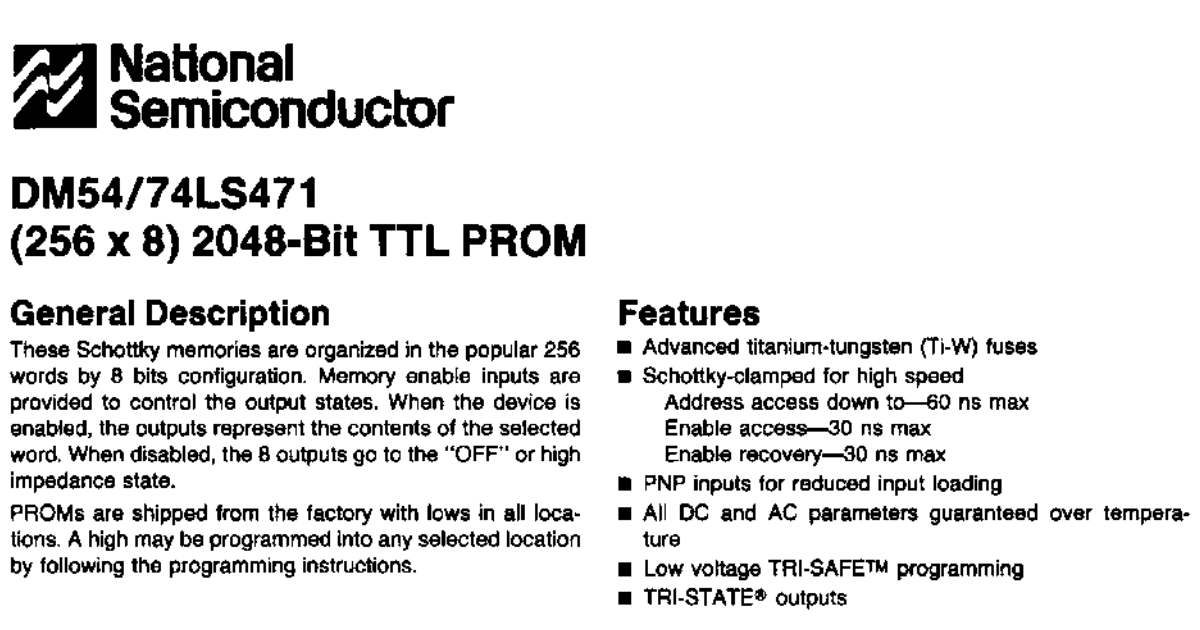 National
Semiconductor
DM54/74LS471
(256 x 8) 2048-Bit TTL PROM
General Description
These Schottky memories are organized in the popular 256
words by 8 bits configuration. Memory enable inputs are
provided to control the output states. When the device is
enabled, the outputs represent the contents of the selected
word. When disabled, the 8 outputs go to the "OFF" or high
impedance state.
PROMs are shipped from the factory with lows in all loca-
tions. A high may be programmed into any selected location
by following the programming instructions.
Features
■ Advanced titanium-tungsten (Ti-W) fuses
■ Schottky-clamped for high speed
Address access down to—60 ns max
Enable access—30 ns max
Enable recovery—30 ns max
■ PNP inputs for reduced input loading
■ All DC and AC parameters guaranteed over tempera-
ture
■ Low voltage TRI-SAFE™ programming
■ TRI-STATE® outputs